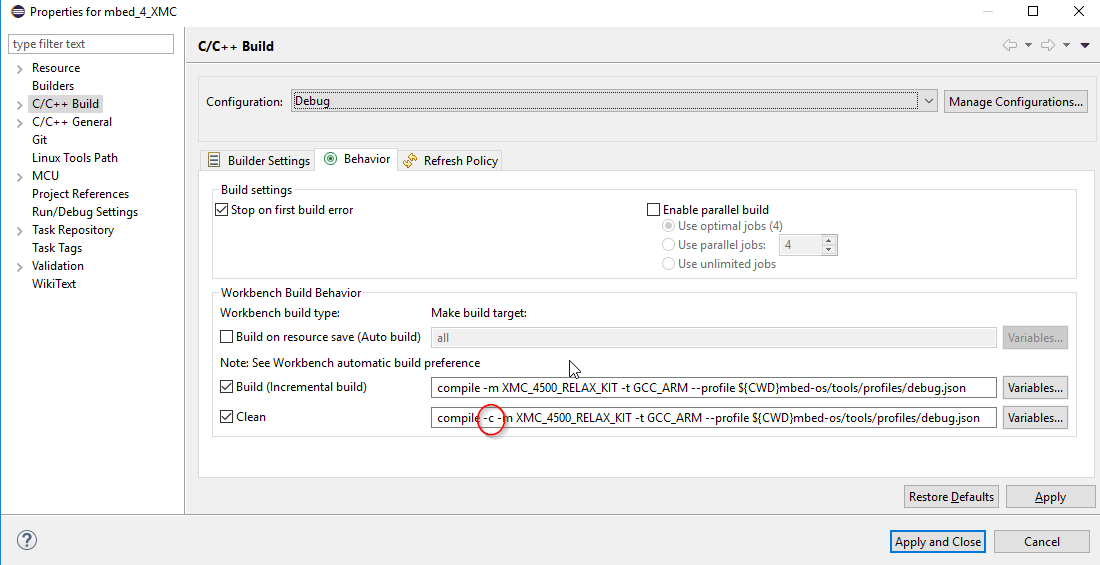 Properties for mbed_4_XMC
type filter text
Resource
Builders
C/C++ Build
C/C++ General
Git
Linux Tools Path
MCU
Project References
Run/Debug Settings
Task Repository
Task Tags
Validation
WikiText
C/C++ Build
Configuration: Debug Manage Configurations...
Builder Settings Behavior Refresh Policy
Build settings
Stop on first build error Enable parallel build
Use optimal jobs (4)
Use parallel jobs: 4
Use unlimited jobs
Workbench Build Behavior
Workbench build type: Make build target:
Build on resource save (Auto build) all Variables...
Note: See Workbench automatic build preference
Build (Incremental build) compile -m XMC_4500_RELAX_KIT -t GCC_ARM --profile ${CWD}mbed-os/tools/profiles/debug.json Variables...
Clean compile -c -m XMC_4500_RELAX_KIT -t GCC_ARM --profile ${CWD}mbed-os/tools/profiles/debug.json Variables...
Restore Defaults Apply
? Apply and Close Cancel